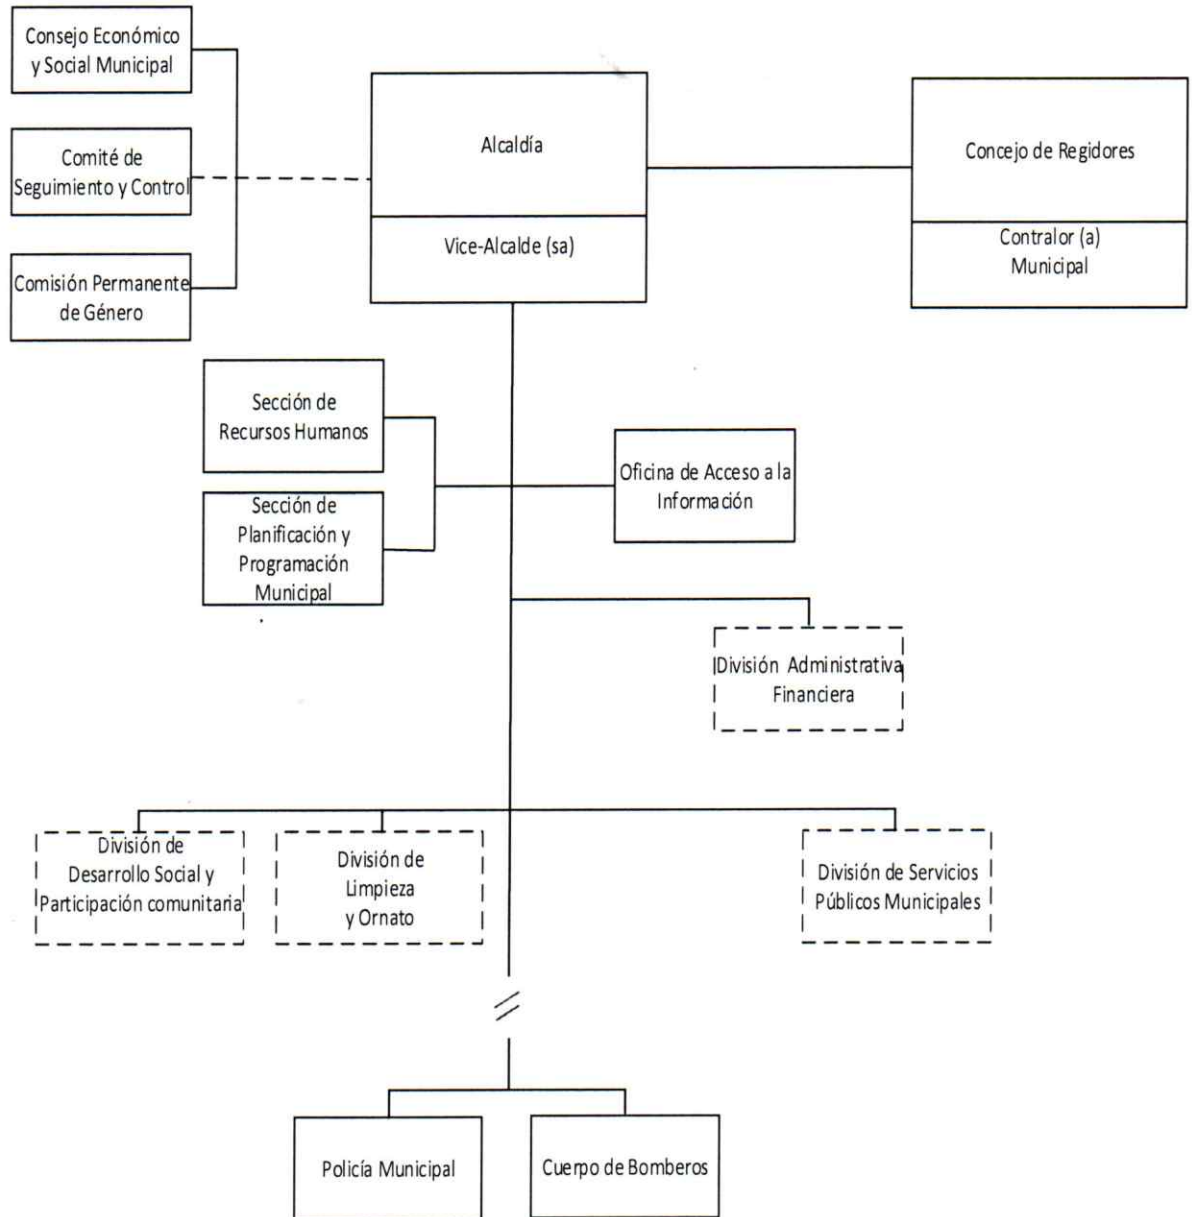 Consejo Económico
y Social Municipal
Comité de
Seguimiento y Control
Comisión Permanente
de Género
Alcaldía
Vice-Alcalde (sa)
Concejo de Regidores
Contralor (a)
Municipal
Sección de
Recursos Humanos
Sección de
Planificación y
Programación
Municipal
Oficina de Acceso a la
Información
División Administrativa
Financiera
División de
Desarrollo Social y
Participación comunitaria
División de
Limpieza
y Ornato
División de Servicios
Públicos Municipales
Policía Municipal
Cuerpo de Bomberos